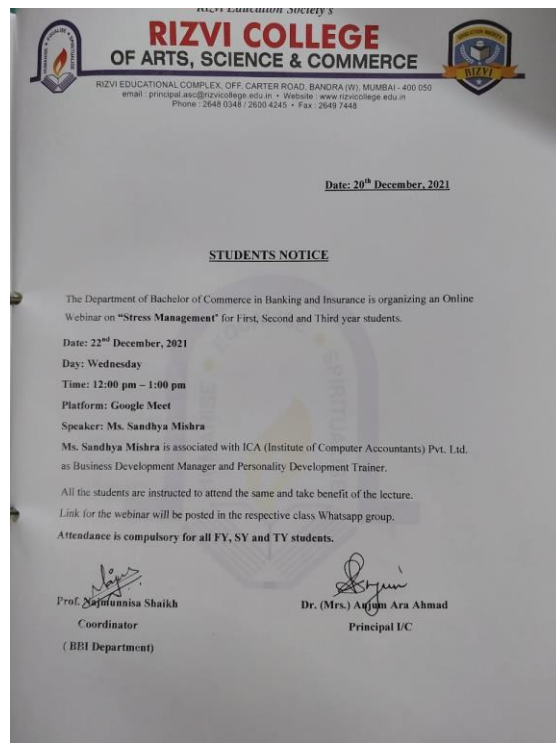 Rizvi Education Society's
RIZVI COLLEGE
OF ARTS, SCIENCE & COMMERCE
RIZVI EDUCATIONAL COMPLEX, OFF. CARTER ROAD, BANDRA (W), MUMBAI - 400 050
email : principal.asc@rizvicollege.edu.in • Website : www.rizvicollege.edu.in
Phone : 2648 0348 / 2600 4245 • Fax : 2649 7448
EDUCATION SOCIETY
RIZVI
Date: 20th December, 2021
STUDENTS NOTICE
The Department of Bachelor of Commerce in Banking and Insurance is organizing an Online
Webinar on "Stress Management" for First, Second and Third year students.
Date: 22nd December, 2021
Day: Wednesday
Time: 12:00 pm – 1:00 pm
Platform: Google Meet
Speaker: Ms. Sandhya Mishra
Ms. Sandhya Mishra is associated with ICA (Institute of Computer Accountants) Pvt. Ltd.
as Business Development Manager and Personality Development Trainer.
All the students are instructed to attend the same and take benefit of the lecture.
Link for the webinar will be posted in the respective class Whatsapp group.
Attendance is compulsory for all FY, SY and TY students.
Prof. Najmunnisa Shaikh
Coordinator
( BBI Department)
Dr. (Mrs.) Anjum Ara Ahmad
Principal I/C